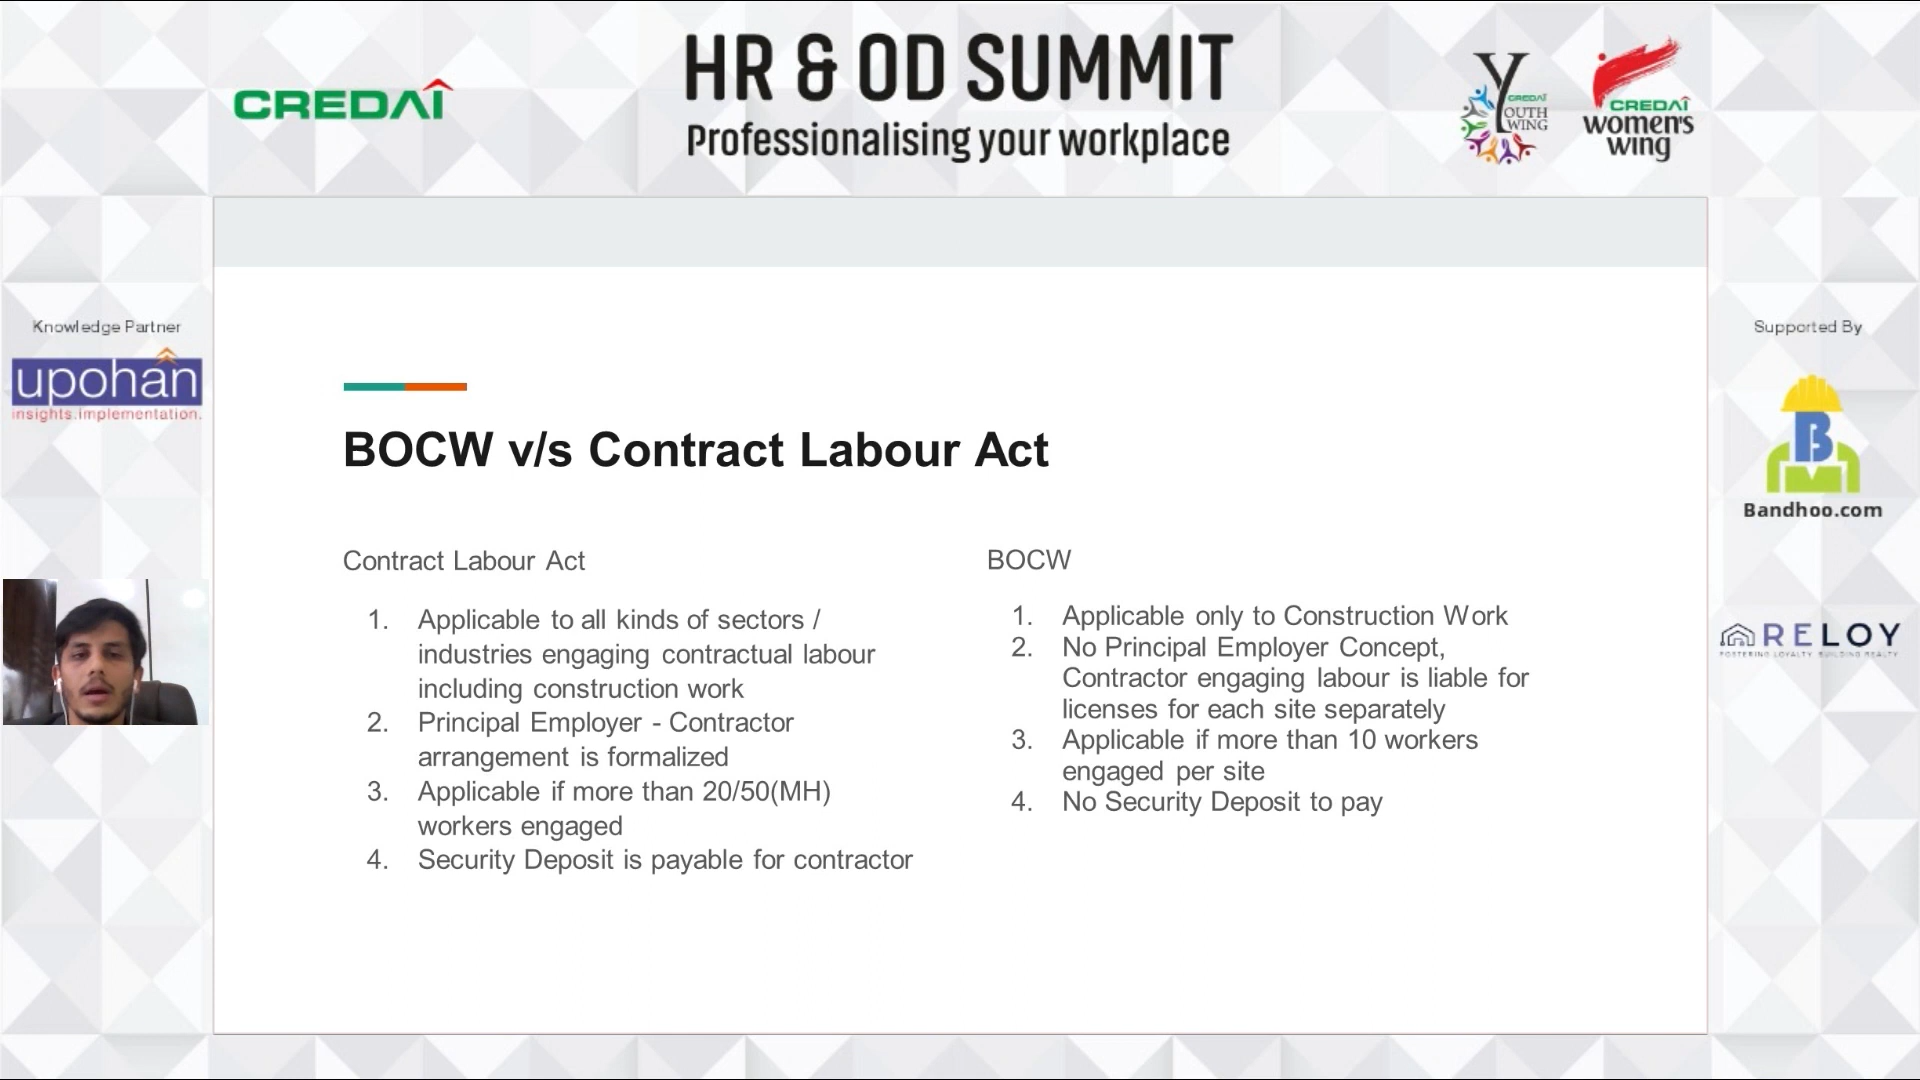 HR & OD SUMMIT
Professionalising your workplace
CREDAI
Y
CREDAI
OUTH
WING
CREDAI
women's
wing
Knowledge Partner
upohan
insights.implementation.
Supported By
B
Bandhoo.com
RELOY
FOSTERING LOYALTY. BUILDING REALTY
BOCW v/s Contract Labour Act
Contract Labour Act
1. Applicable to all kinds of sectors /
industries engaging contractual labour
including construction work
2. Principal Employer - Contractor
arrangement is formalized
3. Applicable if more than 20/50(MH)
workers engaged
4. Security Deposit is payable for contractor
BOCW
1. Applicable only to Construction Work
2. No Principal Employer Concept,
Contractor engaging labour is liable for
licenses for each site separately
3. Applicable if more than 10 workers
engaged per site
4. No Security Deposit to pay